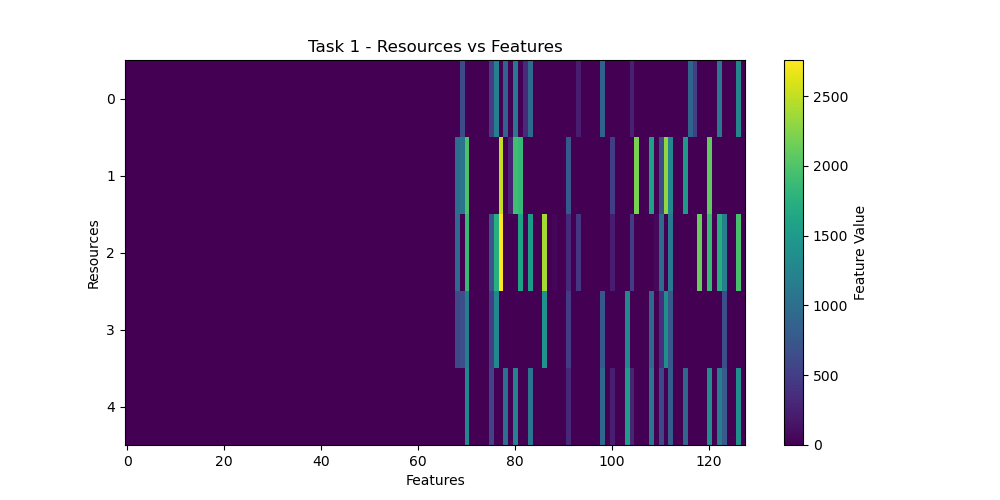 Task 1 - Resources vs Features
Resources
0
1
2
3
4
0 20 40 60 80 100 120
Features
2500
2000
1500
1000
500
0
Feature Value